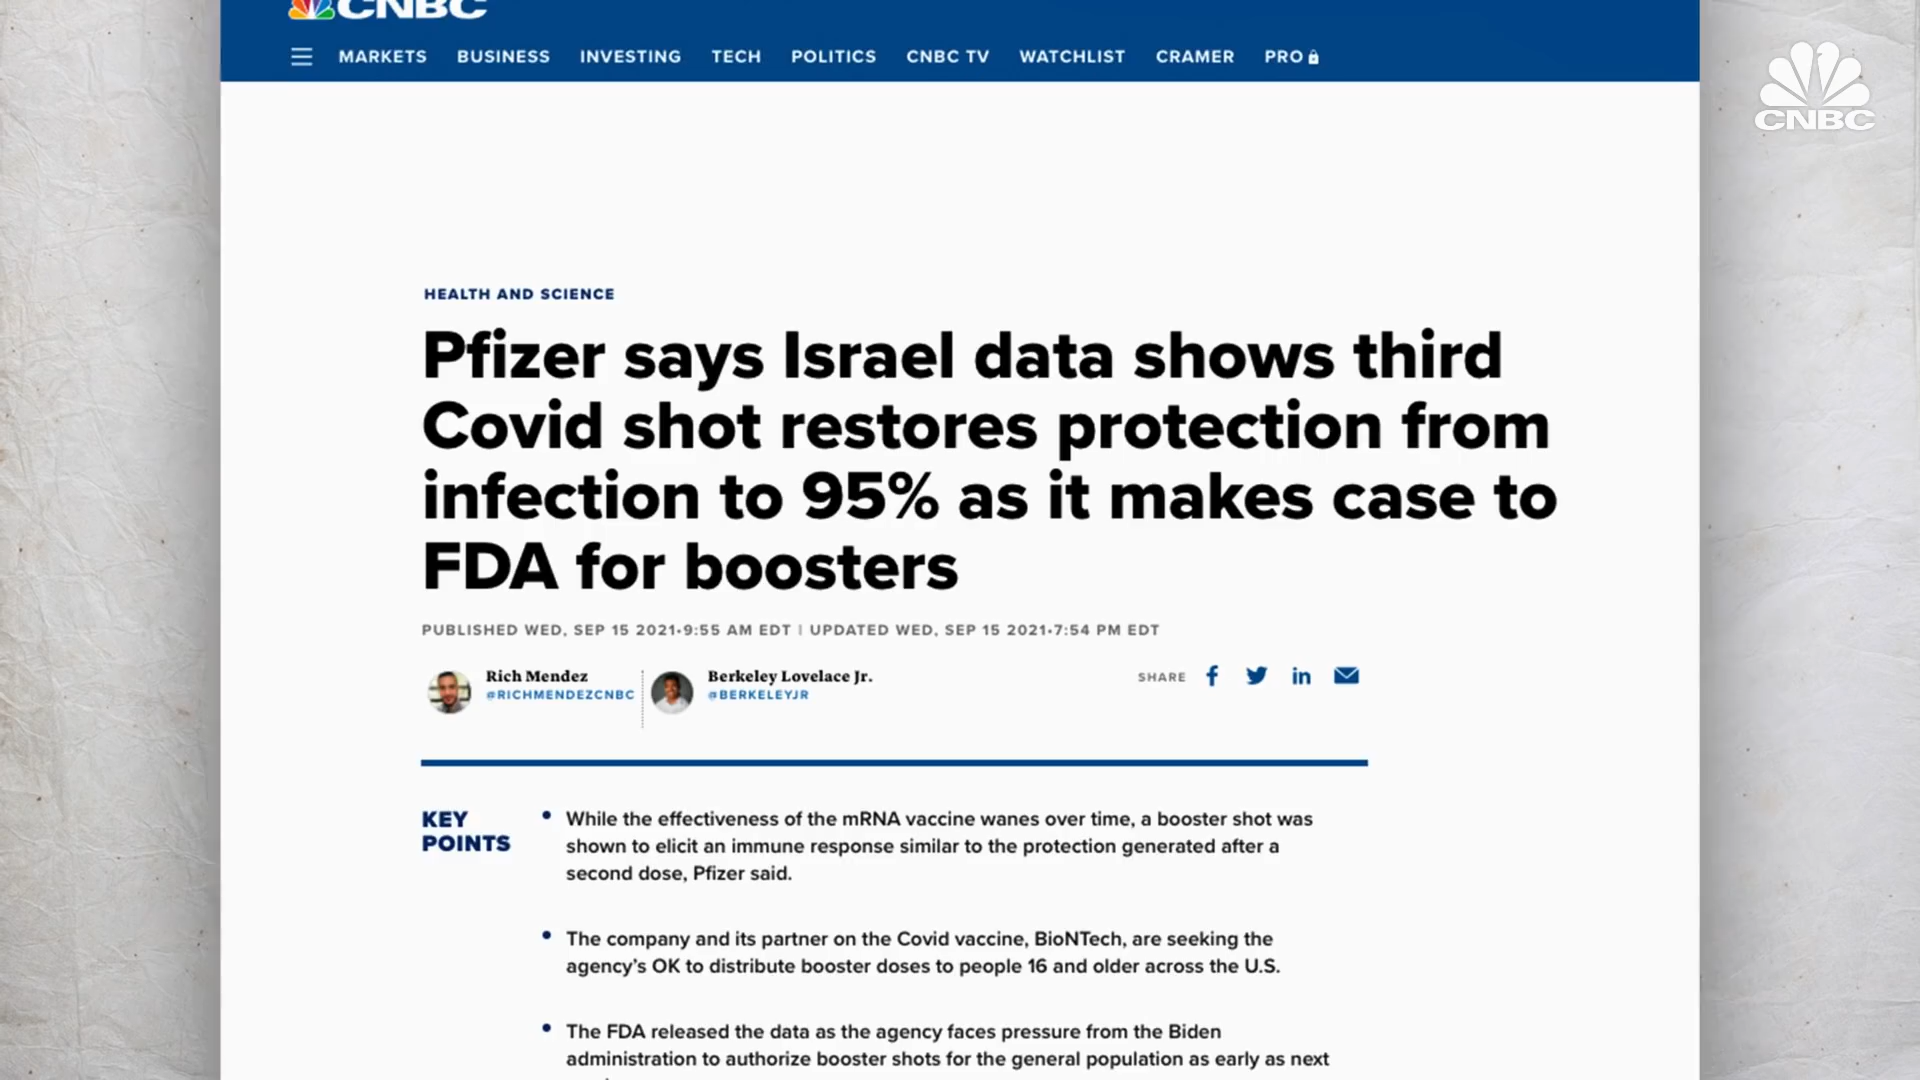 CNBC
MARKETS BUSINESS INVESTING TECH POLITICS CNBC TV WATCHLIST CRAMER PRO
CNBC
HEALTH AND SCIENCE
Pfizer says Israel data shows third
Covid shot restores protection from
infection to 95% as it makes case to
FDA for boosters
PUBLISHED WED, SEP 15 2021•9:55 AM EDT | UPDATED WED, SEP 15 2021•7:54 PM EDT
Rich Mendez
@RICHMENDEZCNBC
Berkeley Lovelace Jr.
@BERKELEYJR
SHARE
KEY
POINTS
• While the effectiveness of the mRNA vaccine wanes over time, a booster shot was
shown to elicit an immune response similar to the protection generated after a
second dose, Pfizer said.
• The company and its partner on the Covid vaccine, BioNTech, are seeking the
agency’s OK to distribute booster doses to people 16 and older across the U.S.
• The FDA released the data as the agency faces pressure from the Biden
administration to authorize booster shots for the general population as early as next